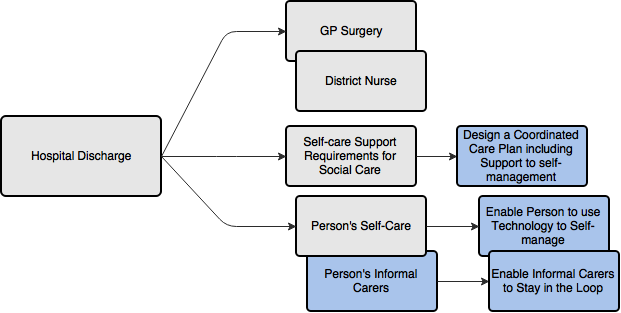 GP Surgery
District Nurse
Hospital Discharge
Self-care Support
Requirements for
Social Care
Design a Coordinated
Care Plan including
Support to self-
management
Person's Self-Care
Enable Person to use
Technology to Self-
manage
Person's Informal
Carers
Enable Informal Carers
to Stay in the Loop